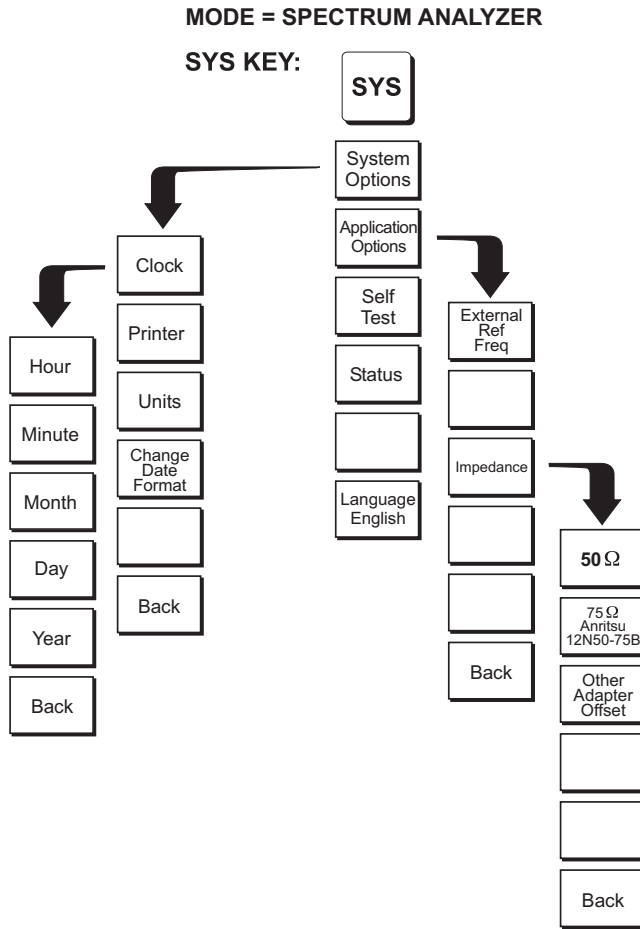 MODE = SPECTRUM ANALYZER
SYS KEY:
SYS
System
Options
Application
Options
Self
Test
Status
Language
English
Clock
Printer
Units
Change
Date
Format
Back
Hour
Minute
Month
Day
Year
Back
External
Ref
Freq
Impedance
Back
50 Ω
75 Ω
Anritsu
12N50-75B
Other
Adapter
Offset
Back